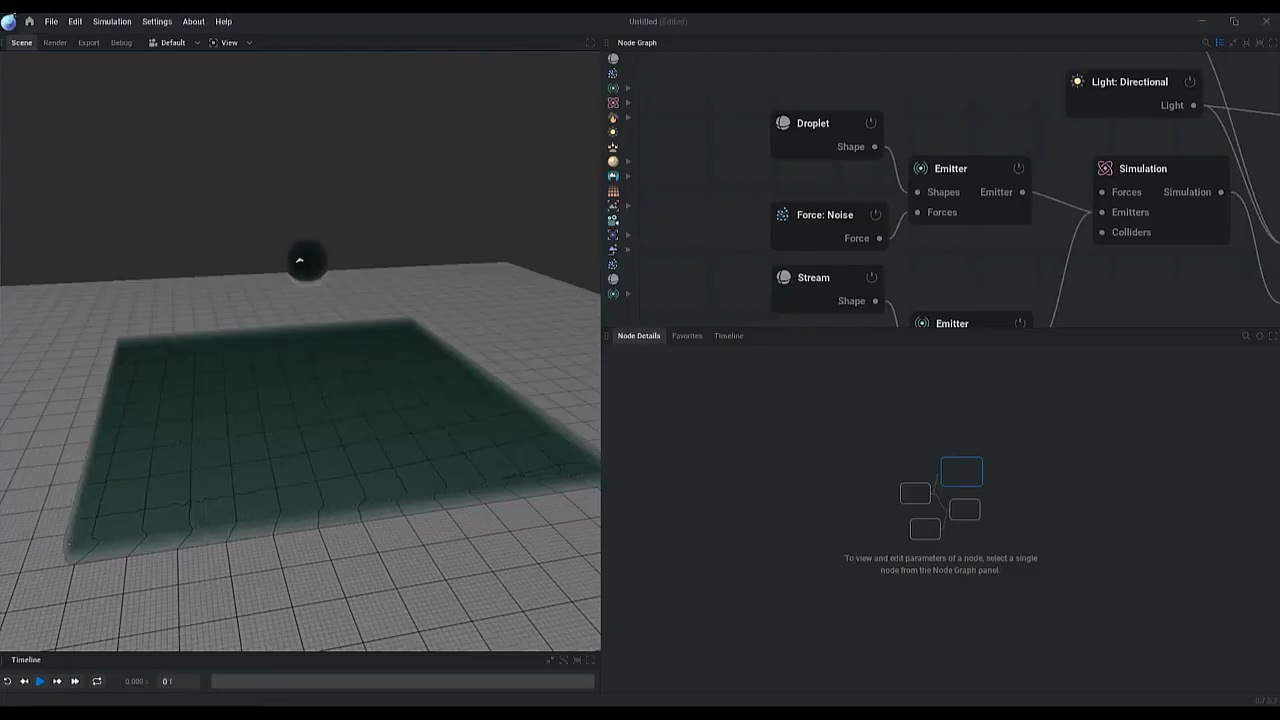 File Edit Simulation Settings About Help
Untitled (Edited)
Scene Render Export Debug Default View
Node Graph
Light: Directional
Light
Droplet
Shape
Emitter
Shapes Emitter
Forces
Simulation
Forces Simulation
Emitters
Colliders
Force: Noise
Force
Stream
Shape
Emitter
Node Details Favorites Timeline
To view and edit parameters of a node, select a single
node from the Node Graph panel.
Timeline
0.000 s 0 f